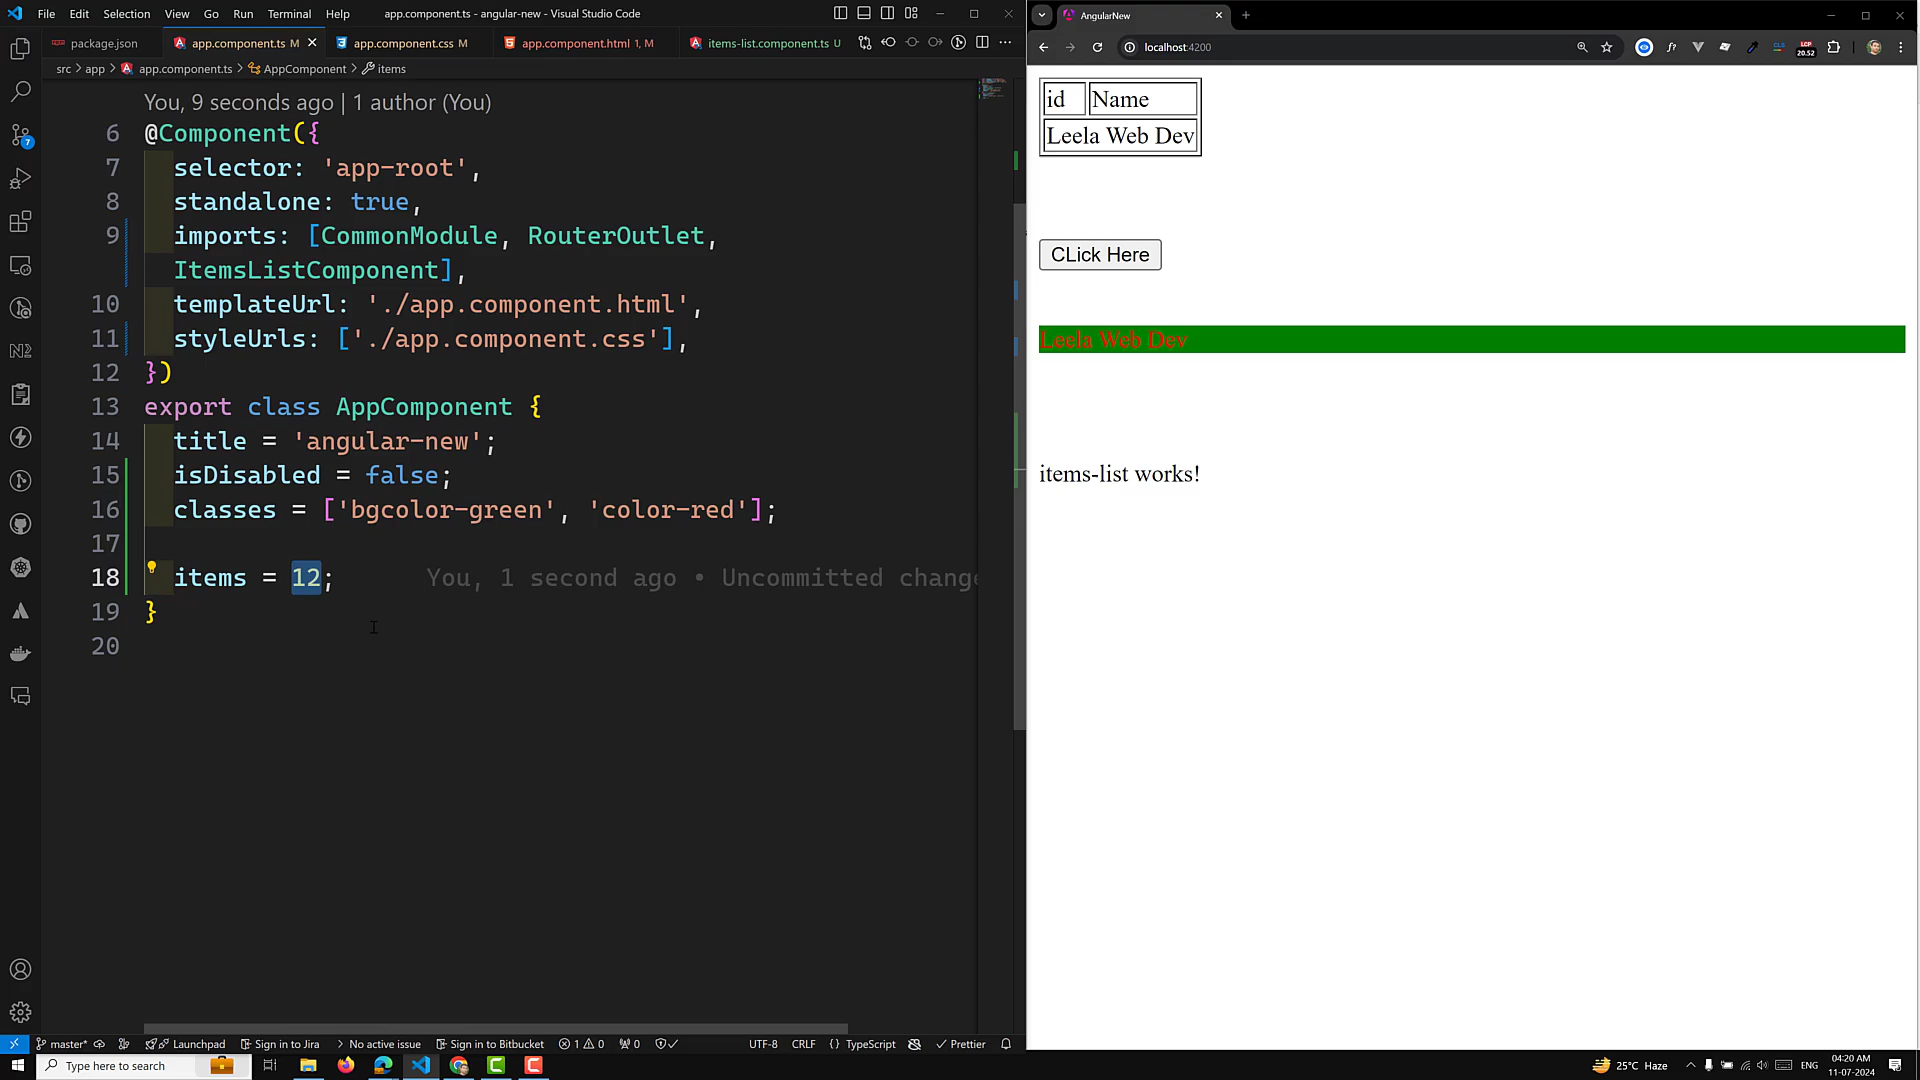 File Edit Selection View Go Run Terminal Help
app.component.ts - angular-new - Visual Studio Code
package.json
app.component.ts M
app.component.css M
app.component.html 1, M
items-list.component.ts U
src > app > app.component.ts > AppComponent > items
You, 9 seconds ago | 1 author (You)
6 @Component({
7 selector: 'app-root',
8 standalone: true,
9 imports: [CommonModule, RouterOutlet,
ItemsListComponent],
10 templateUrl: './app.component.html',
11 styleUrls: ['./app.component.css'],
12 })
13 export class AppComponent {
14 title = 'angular-new';
15 isDisabled = false;
16 classes = ['bgcolor-green', 'color-red'];
17
18 items = 12; You, 1 second ago • Uncommitted change
19 }
20
7
master* Launchpad Sign in to Jira No active issue Sign in to Bitbucket 1 0 0 UTF-8 CRLF {} TypeScript Prettier
AngularNew
localhost:4200
LCP
20.52
id Name
Leela Web Dev
CLick Here
Leela Web Dev
items-list works!
Type here to search
25°C Haze
ENG
04:20 AM
11-07-2024